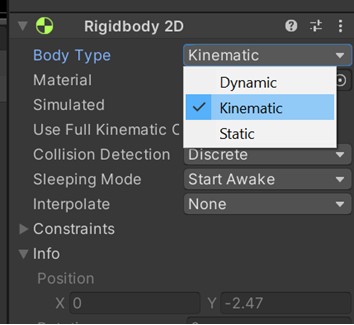 Rigidbody 2D
Body Type Kinematic
Material Dynamic
Simulated Kinematic
Use Full Kinematic C Static
Collision Detection Discrete
Sleeping Mode Start Awake
Interpolate None
Constraints
Info
Position
X 0 Y -2.47